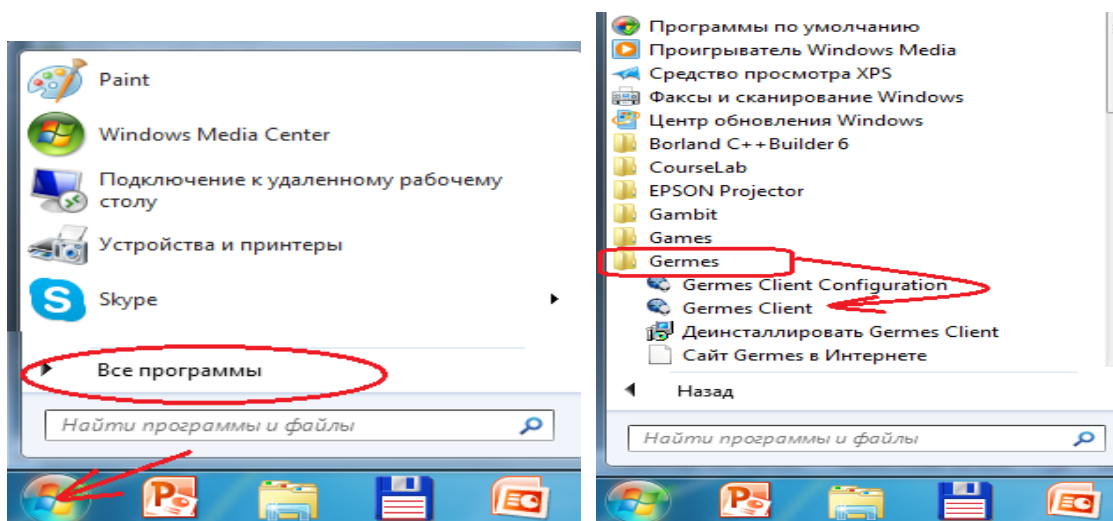 Paint
Windows Media Center
Подключение к удаленному рабочему
столу
Устройства и принтеры
Skype
Все программы
Найти программы и файлы
Программы по умолчанию
Проигрыватель Windows Media
Средство просмотра XPS
Факсы и сканирование Windows
Центр обновления Windows
Borland C++Builder 6
CourseLab
EPSON Projector
Gambit
Games
Germes
Germes Client Configuration
Germes Client
Деинсталлировать Germes Client
Сайт Germes в Интернете
Назад
Найти программы и файлы